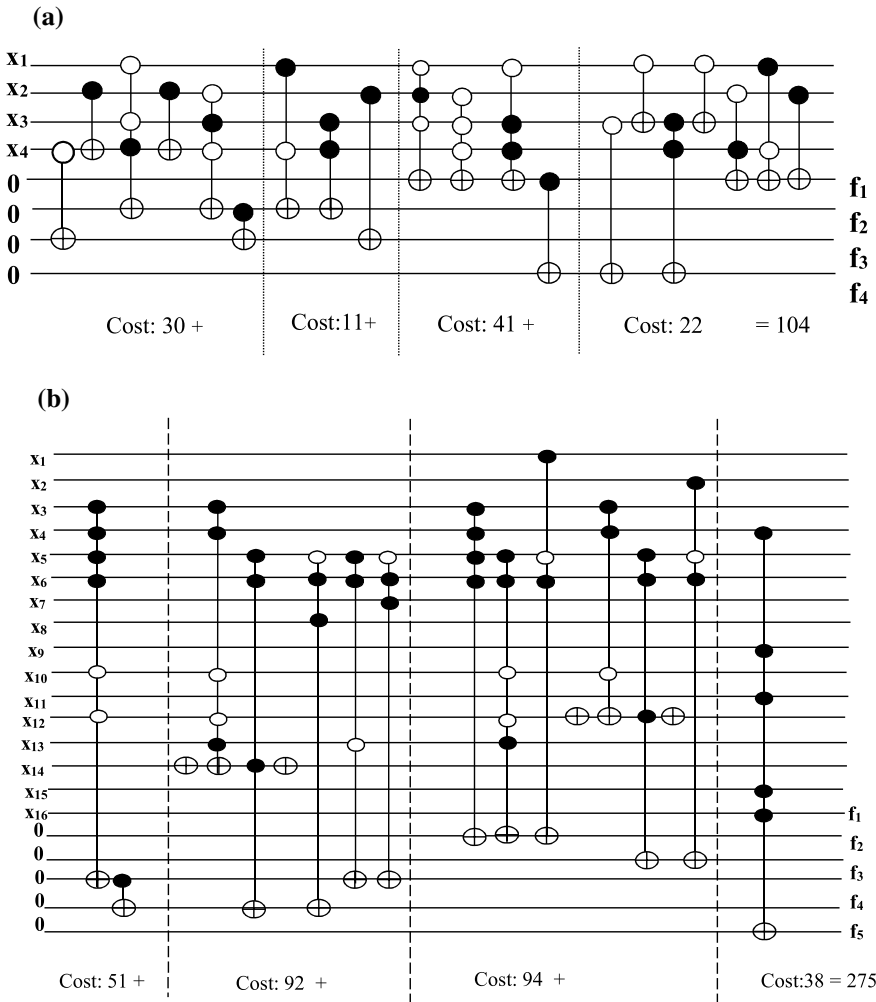 (a)
x1
x2
x3
x4
0
0
0
0
f1
f2
f3
f4
Cost: 30 +
Cost:11+
Cost: 41 +
Cost: 22
= 104
(b)
x1
x2
x3
x4
x5
x6
x7
x8
x9
x10
x11
x12
x13
x14
x15
x16
0
0
0
0
0
f1
f2
f3
f4
f5
Cost: 51 +
Cost: 92 +
Cost: 94 +
Cost:38 = 275